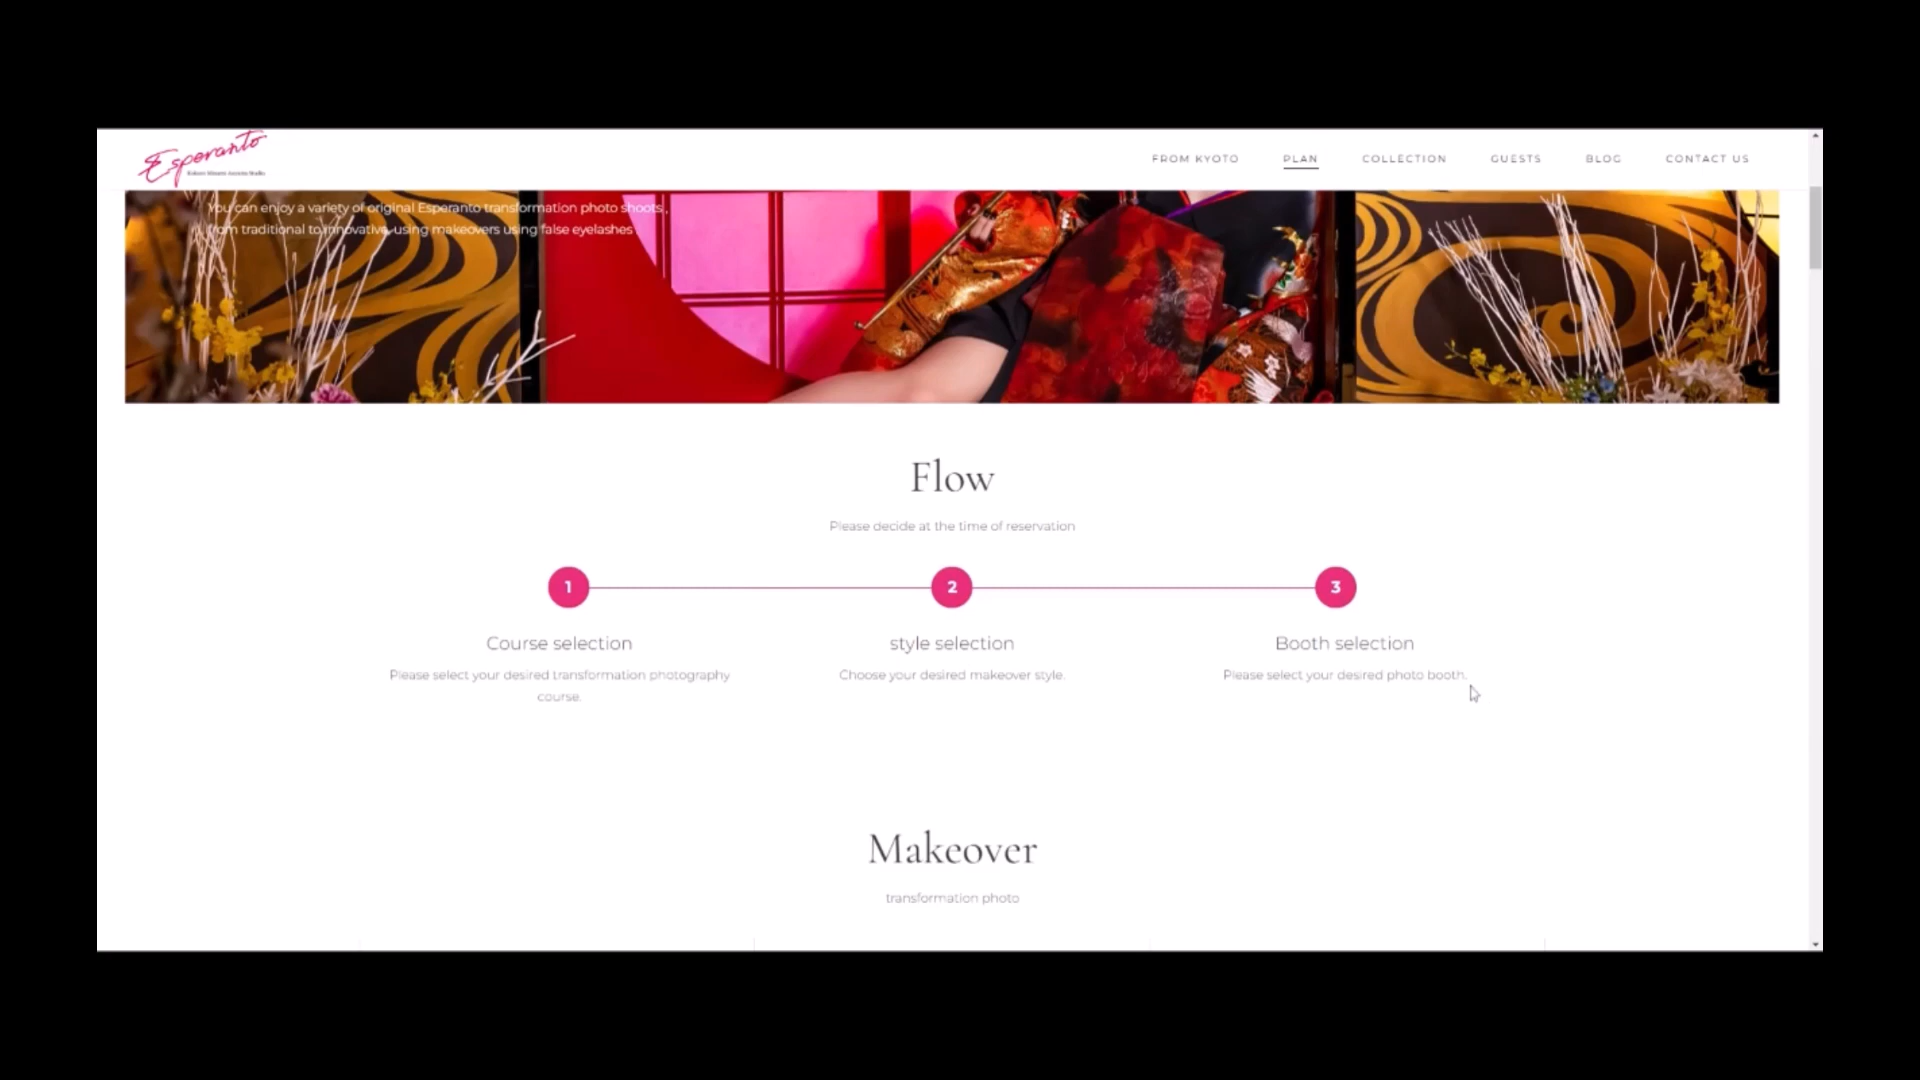 Esperanto
FROM KYOTO
PLAN
COLLECTION
GUESTS
BLOG
CONTACT US
You can enjoy a variety of original Esperanto transformation photo shoots ,
from traditional to innovative, using makeovers using false eyelashes
Flow
Please decide at the time of reservation
1
2
3
Course selection
style selection
Booth selection
Please select your desired transformation photography
course.
Choose your desired makeover style.
Please select your desired photo booth.
Makeover
transformation photo